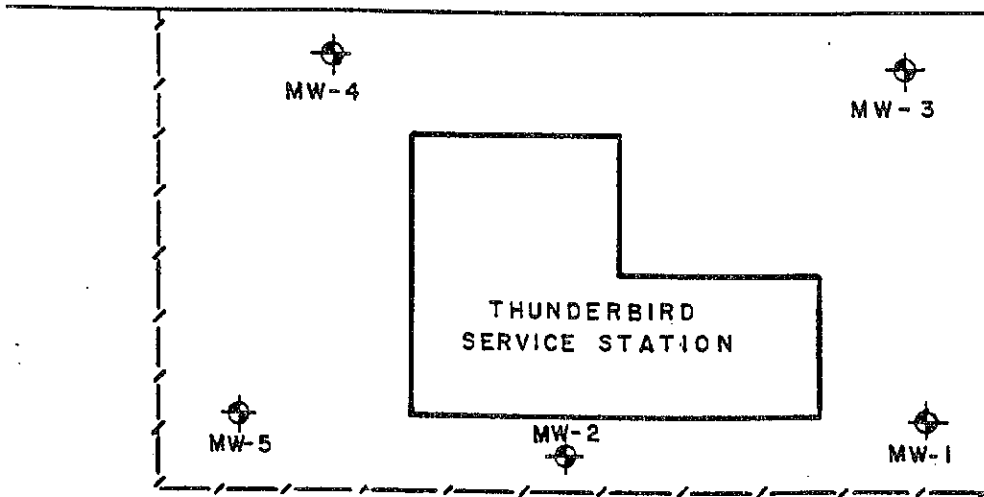 MW-4
MW-3
THUNDERBIRD
SERVICE STATION
MW-2
MW-5
MW-1